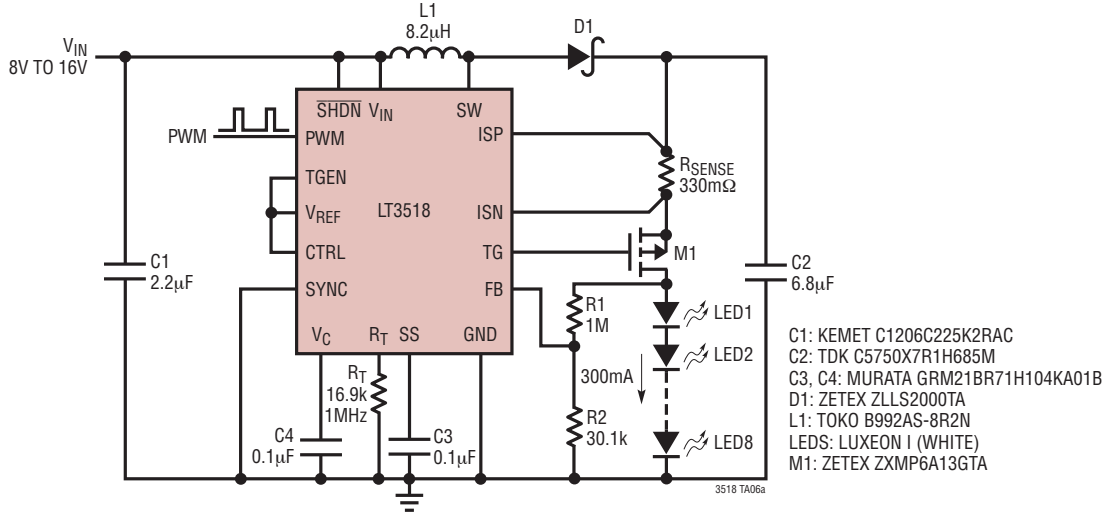 L1
8.2µH
D1
VIN
8V TO 16V
SHDN VIN SW
PWM
PWM
ISP
TGEN
VREF
LT3518
ISN
CTRL
TG
SYNC
FB
VC
RT SS
GND
RSENSE
330mΩ
M1
C1
2.2µF
C2
6.8µF
R1
1M
LED1
LED2
300mA
LED8
R2
30.1k
RT
16.9k
1MHz
C4
0.1µF
C3
0.1µF
3518 TA06a
C1: KEMET C1206C225K2RAC
C2: TDK C5750X7R1H685M
C3, C4: MURATA GRM21BR71H104KA01B
D1: ZETEX ZLLS2000TA
L1: TOKO B992AS-8R2N
LEDS: LUXEON I (WHITE)
M1: ZETEX ZXMP6A13GTA